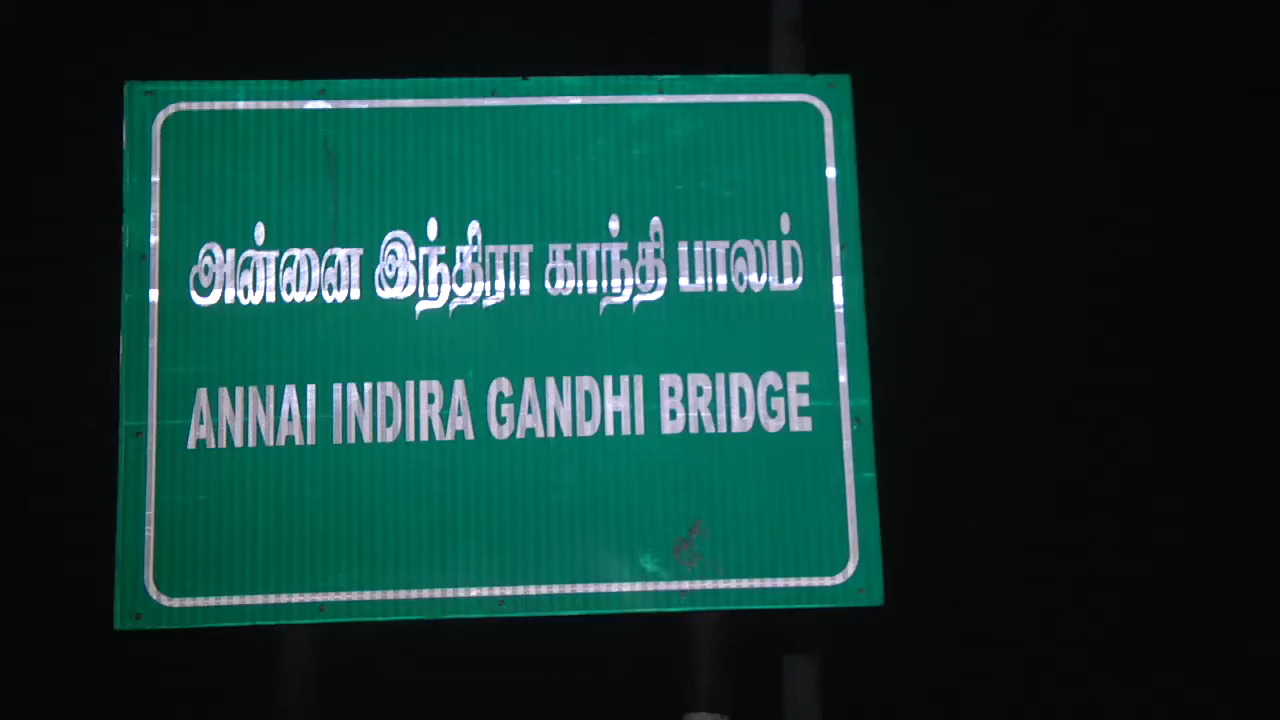 அன்னை இந்திரா காந்தி பாலம்
ANNAI INDIRA GANDHI BRIDGE